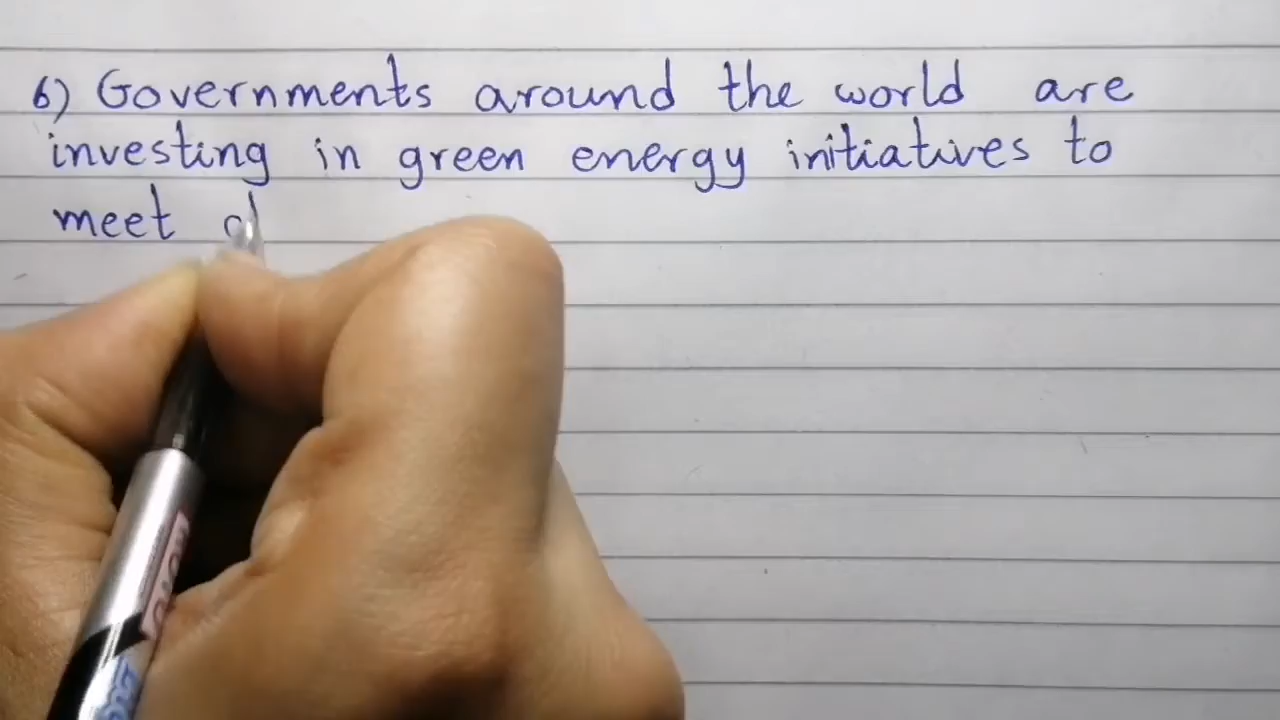 6) Governments around the world are
investing in green energy initiatives to
meet